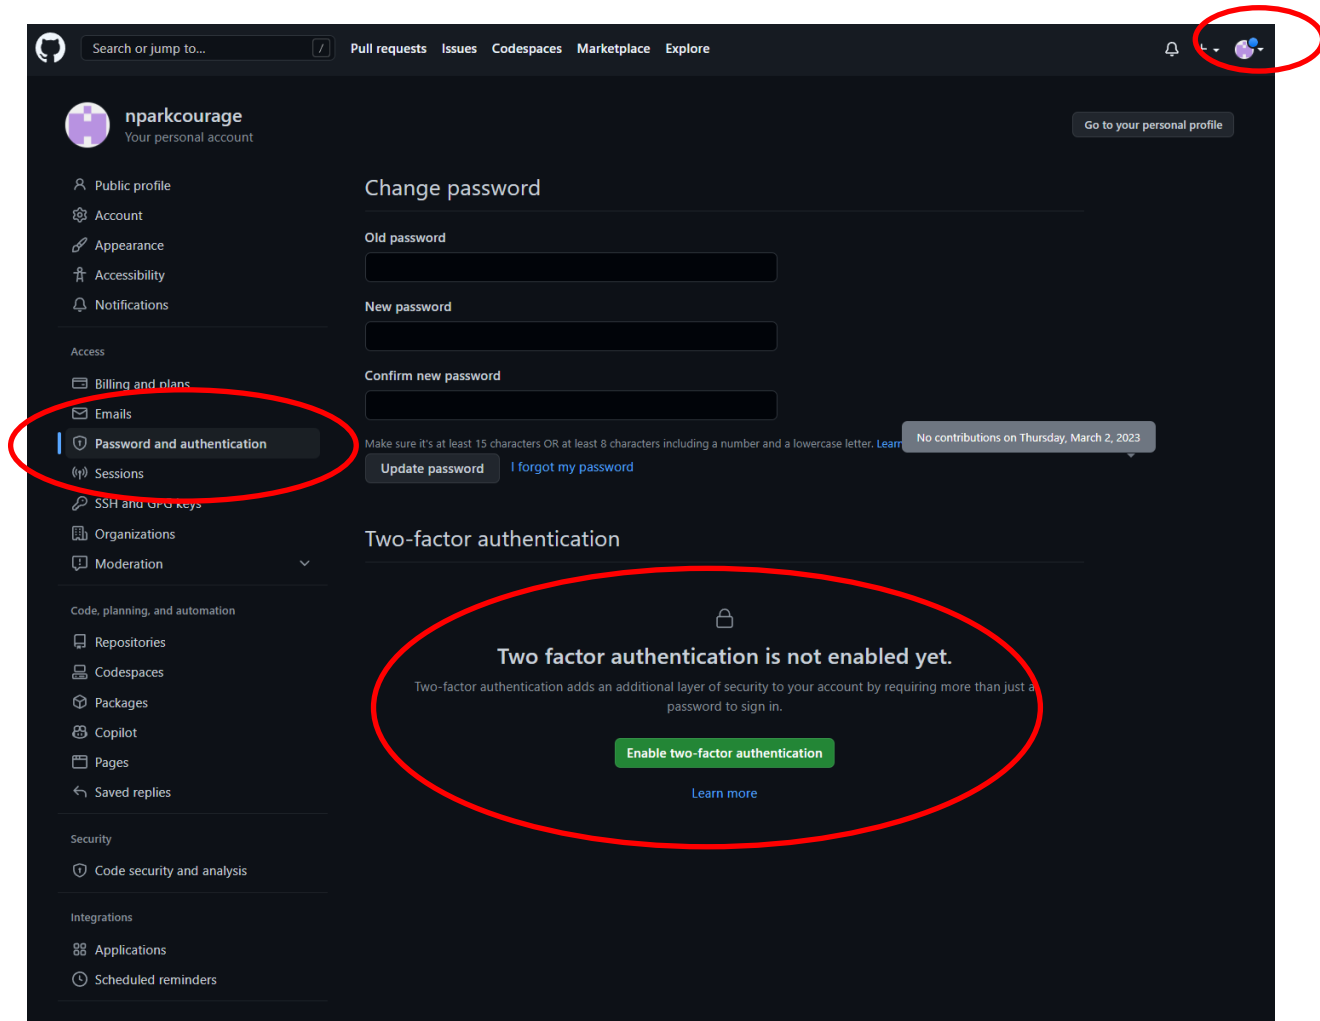 Search or jump to... /
Pull requests Issues Codespaces Marketplace Explore
nparkcourage
Your personal account
Go to your personal profile
Public profile
Account
Appearance
Accessibility
Notifications
Access
Billing and plans
Emails
Password and authentication
Sessions
SSH and GPG keys
Organizations
Moderation
Code, planning, and automation
Repositories
Codespaces
Packages
Copilot
Pages
Saved replies
Security
Code security and analysis
Integrations
Applications
Scheduled reminders
Change password
Old password
New password
Confirm new password
Make sure it's at least 15 characters OR at least 8 characters including a number and a lowercase letter. Learn
No contributions on Thursday, March 2, 2023
Update password I forgot my password
Two-factor authentication
Two factor authentication is not enabled yet.
Two-factor authentication adds an additional layer of security to your account by requiring more than just a
password to sign in.
Enable two-factor authentication
Learn more